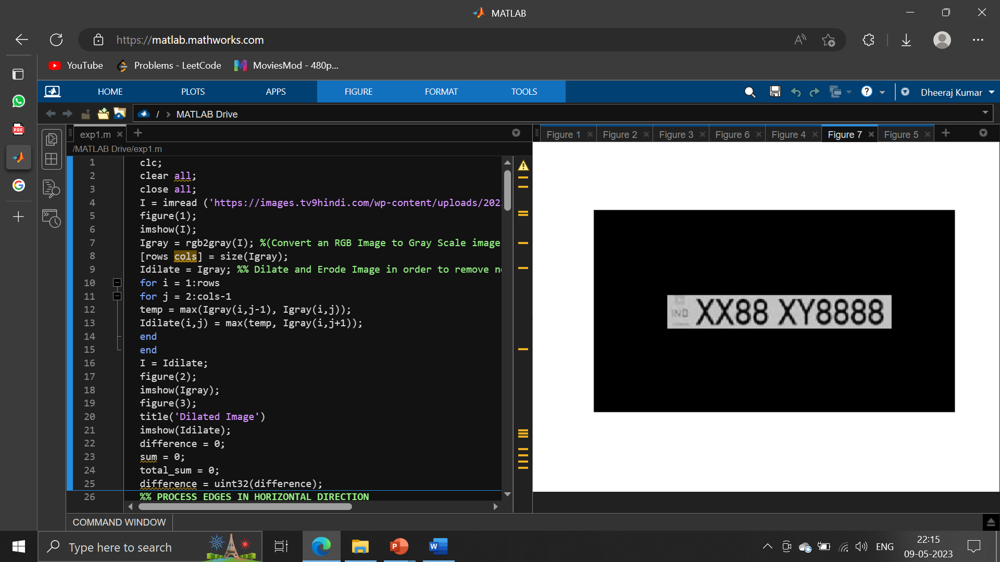 MATLAB
https://matlab.mathworks.com
YouTube Problems - LeetCode MoviesMod - 480p...
HOME PLOTS APPS FIGURE FORMAT TOOLS Dheeraj Kumar
/ > MATLAB Drive
exp1.m
Figure 1 Figure 2 Figure 3 Figure 6 Figure 4 Figure 7 Figure 5
/MATLAB Drive/exp1.m
1 clc;
2 clear all;
3 close all;
4 I = imread ('https://images.tv9hindi.com/wp-content/uploads/202
5 figure(1);
6 imshow(I);
7 Igray = rgb2gray(I); %(Convert an RGB Image to Gray Scale image
8 [rows cols] = size(Igray);
9 Idilate = Igray; %% Dilate and Erode Image in order to remove n
10 for i = 1:rows
11 for j = 2:cols-1
12 temp = max(Igray(i,j-1), Igray(i,j));
13 Idilate(i,j) = max(temp, Igray(i,j+1));
14 end
15 end
16 I = Idilate;
17 figure(2);
18 imshow(Igray);
19 figure(3);
20 title('Dilated Image')
21 imshow(Idilate);
22 difference = 0;
23 sum = 0;
24 total_sum = 0;
25 difference = uint32(difference);
26 %% PROCESS EDGES IN HORIZONTAL DIRECTION
IND XX88 XY8888
COMMAND WINDOW
Type here to search
ENG
22:15
09-05-2023